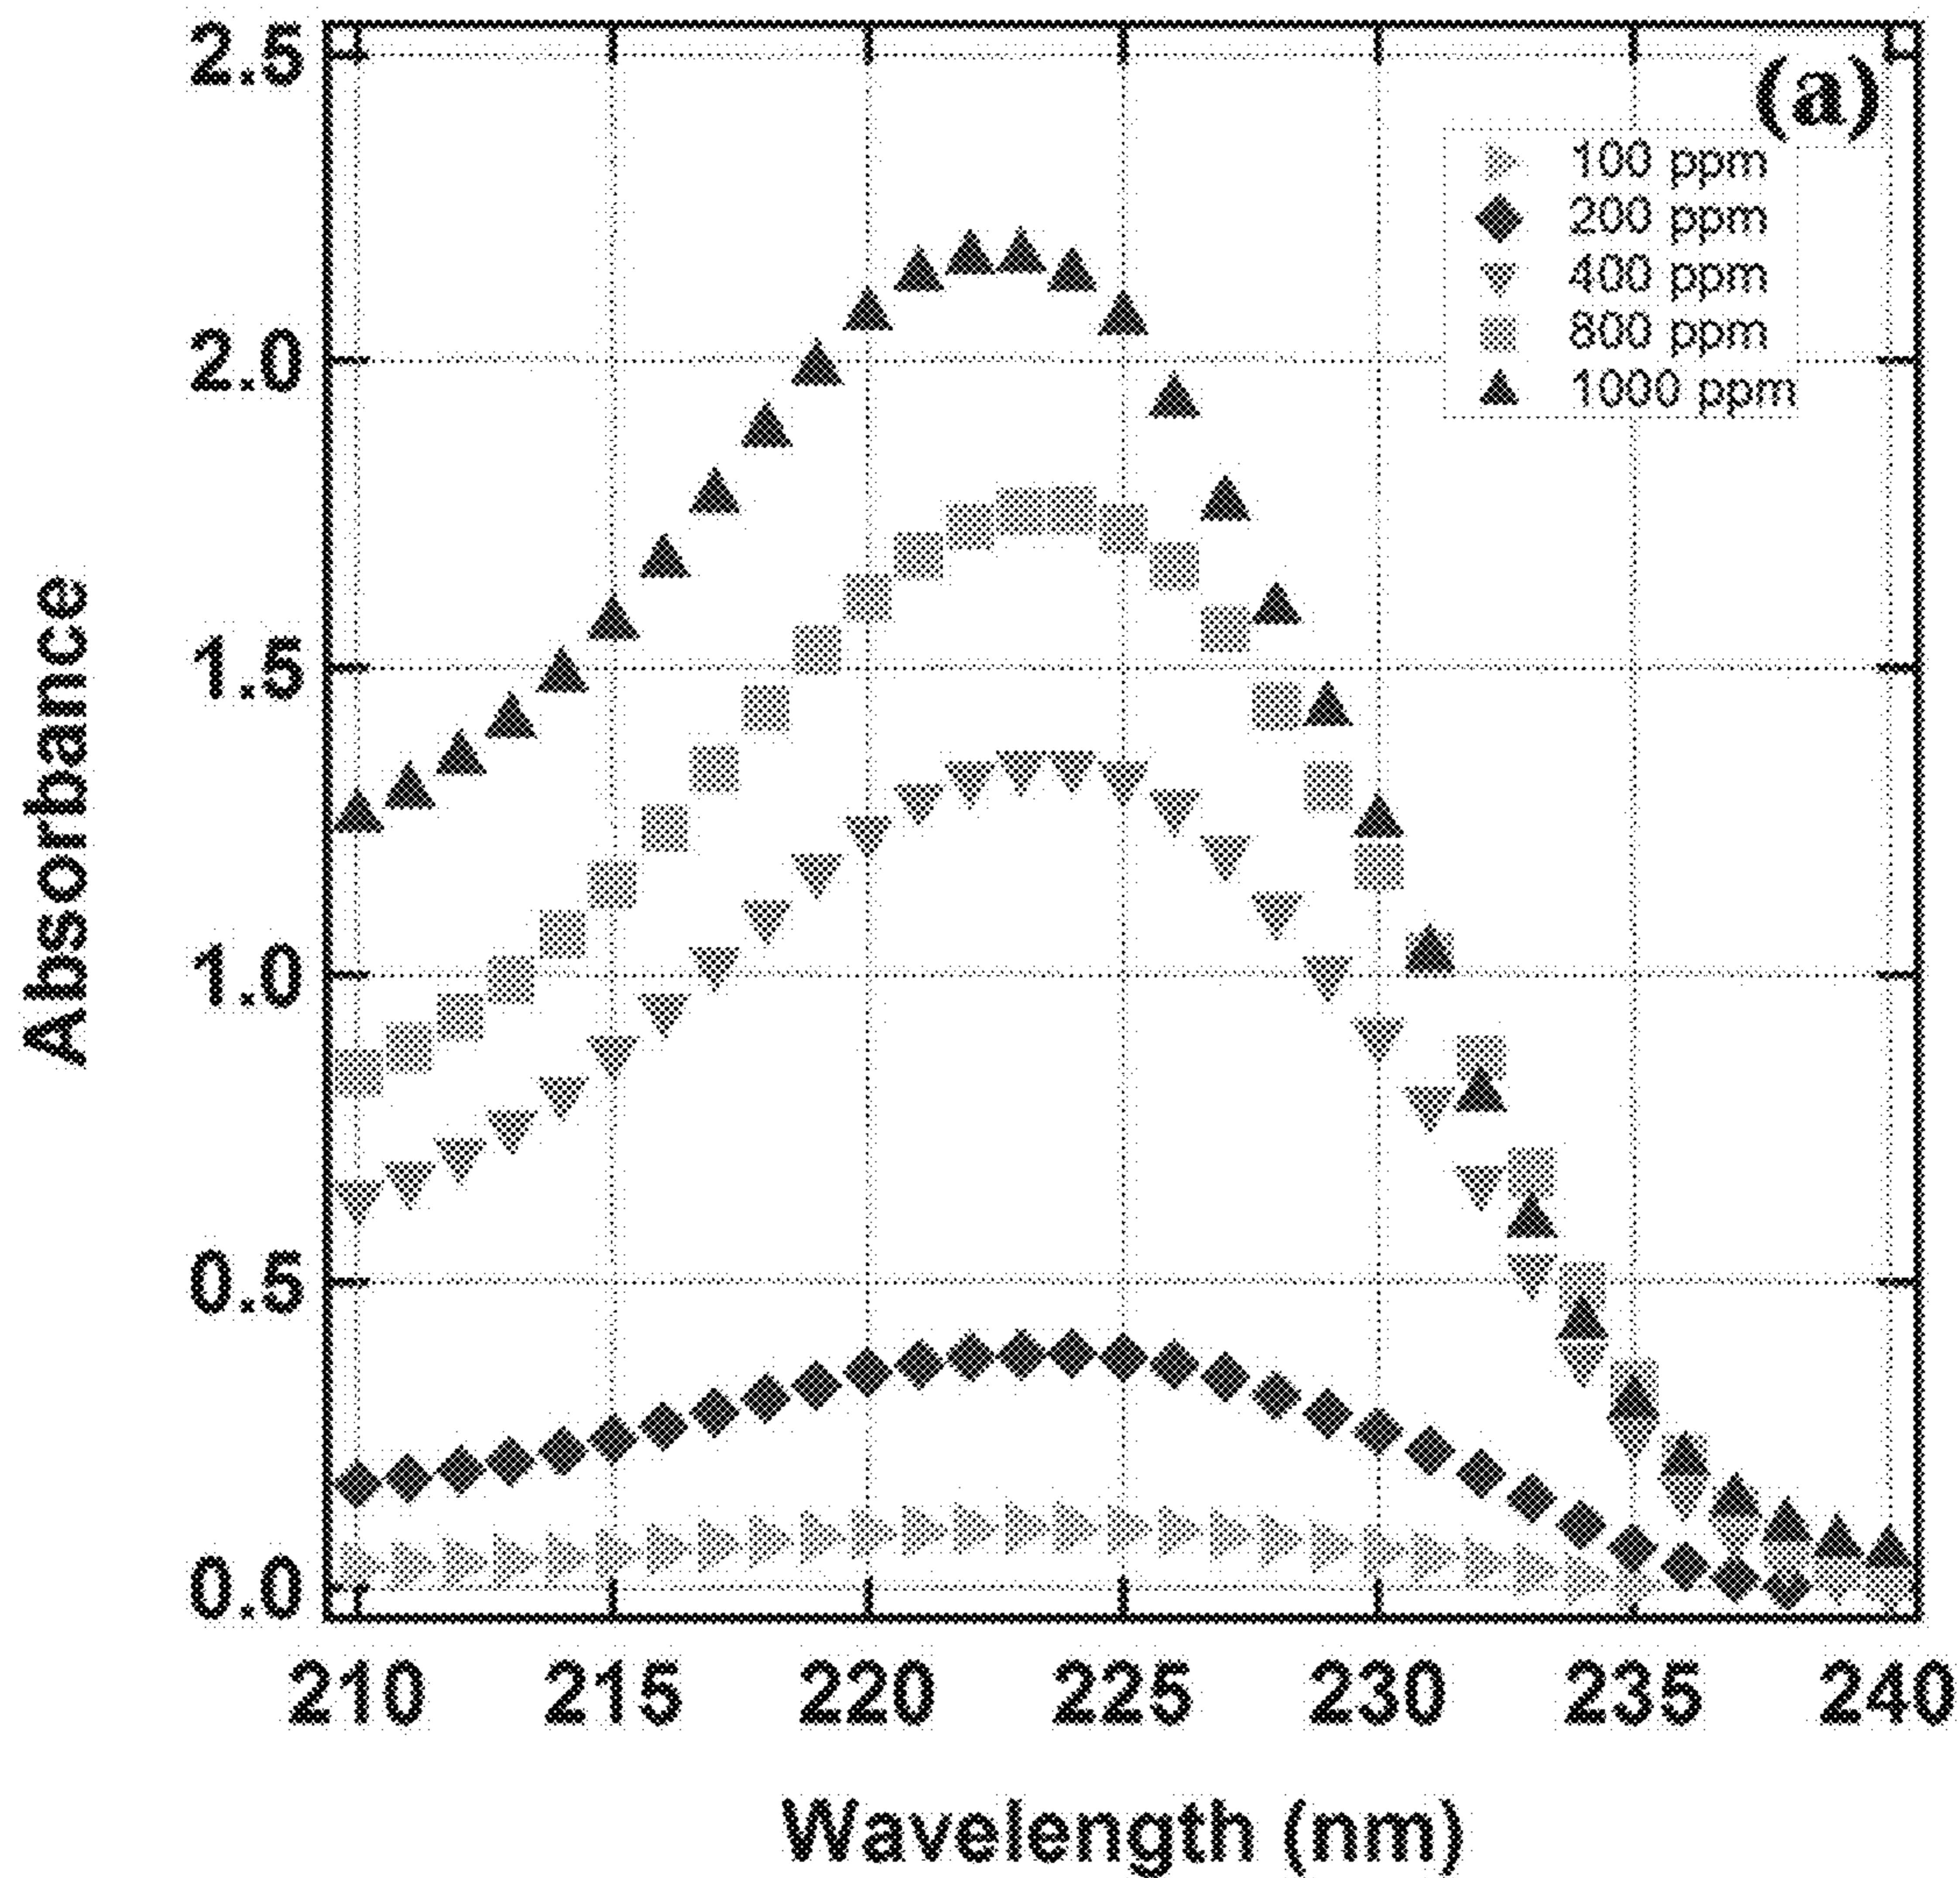 (a)
2.5
2.0
1.5
1.0
0.5
0.0
Absorbance
100 ppm
200 ppm
400 ppm
800 ppm
1000 ppm
210 215 220 225 230 235 240
Wavelength (nm)